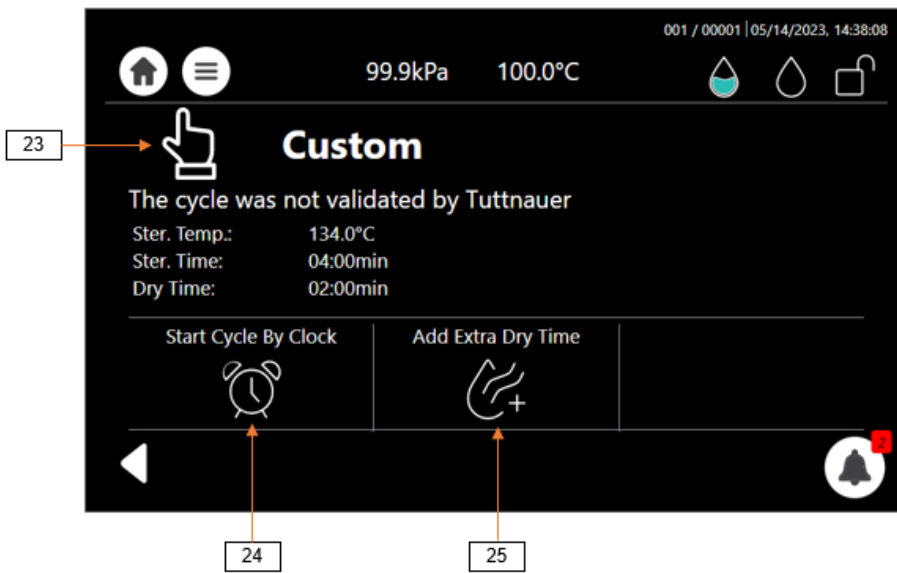 001 / 00001 05/14/2023, 14:38:08
99.9kPa 100.0°C
23
Custom
The cycle was not validated by Tuttnauer
Ster. Temp.: 134.0°C
Ster. Time: 04:00min
Dry Time: 02:00min
Start Cycle By Clock Add Extra Dry Time
2
24 25